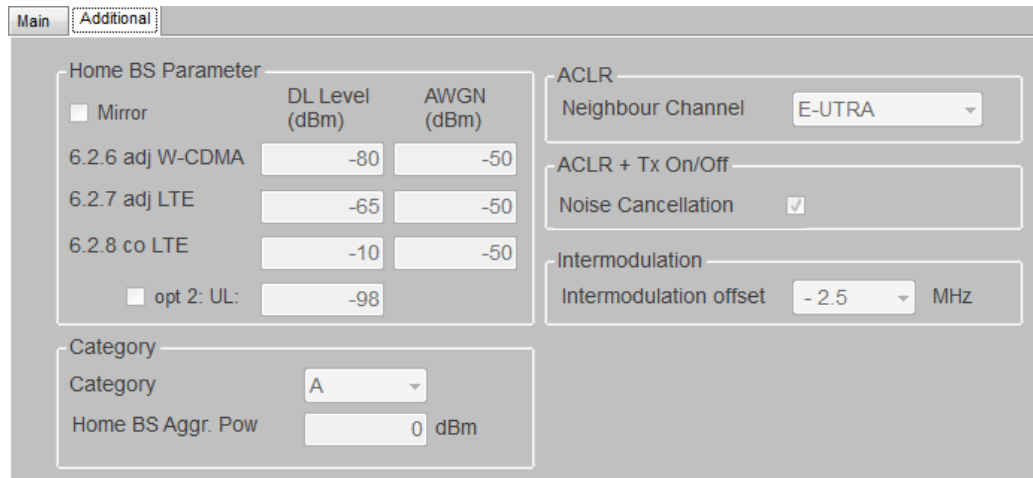 Main Additional
Home BS Parameter
Mirror DL Level (dBm) AWGN (dBm)
6.2.6 adj W-CDMA -80 -50
6.2.7 adj LTE -65 -50
6.2.8 co LTE -10 -50
opt 2: UL: -98
Category
Category A
Home BS Aggr. Pow 0 dBm
ACLR
Neighbour Channel E-UTRA
ACLR + Tx On/Off
Noise Cancellation
Intermodulation
Intermodulation offset - 2.5 MHz